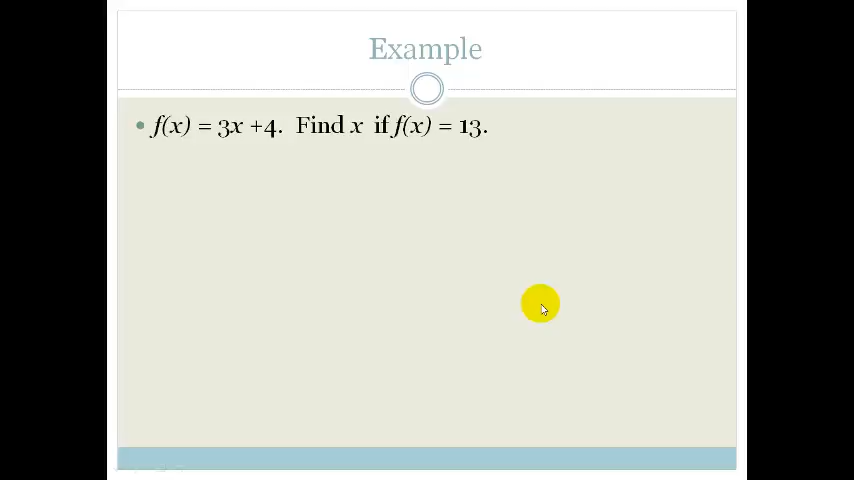 Example
f(x) = 3x +4. Find x if f(x) = 13.